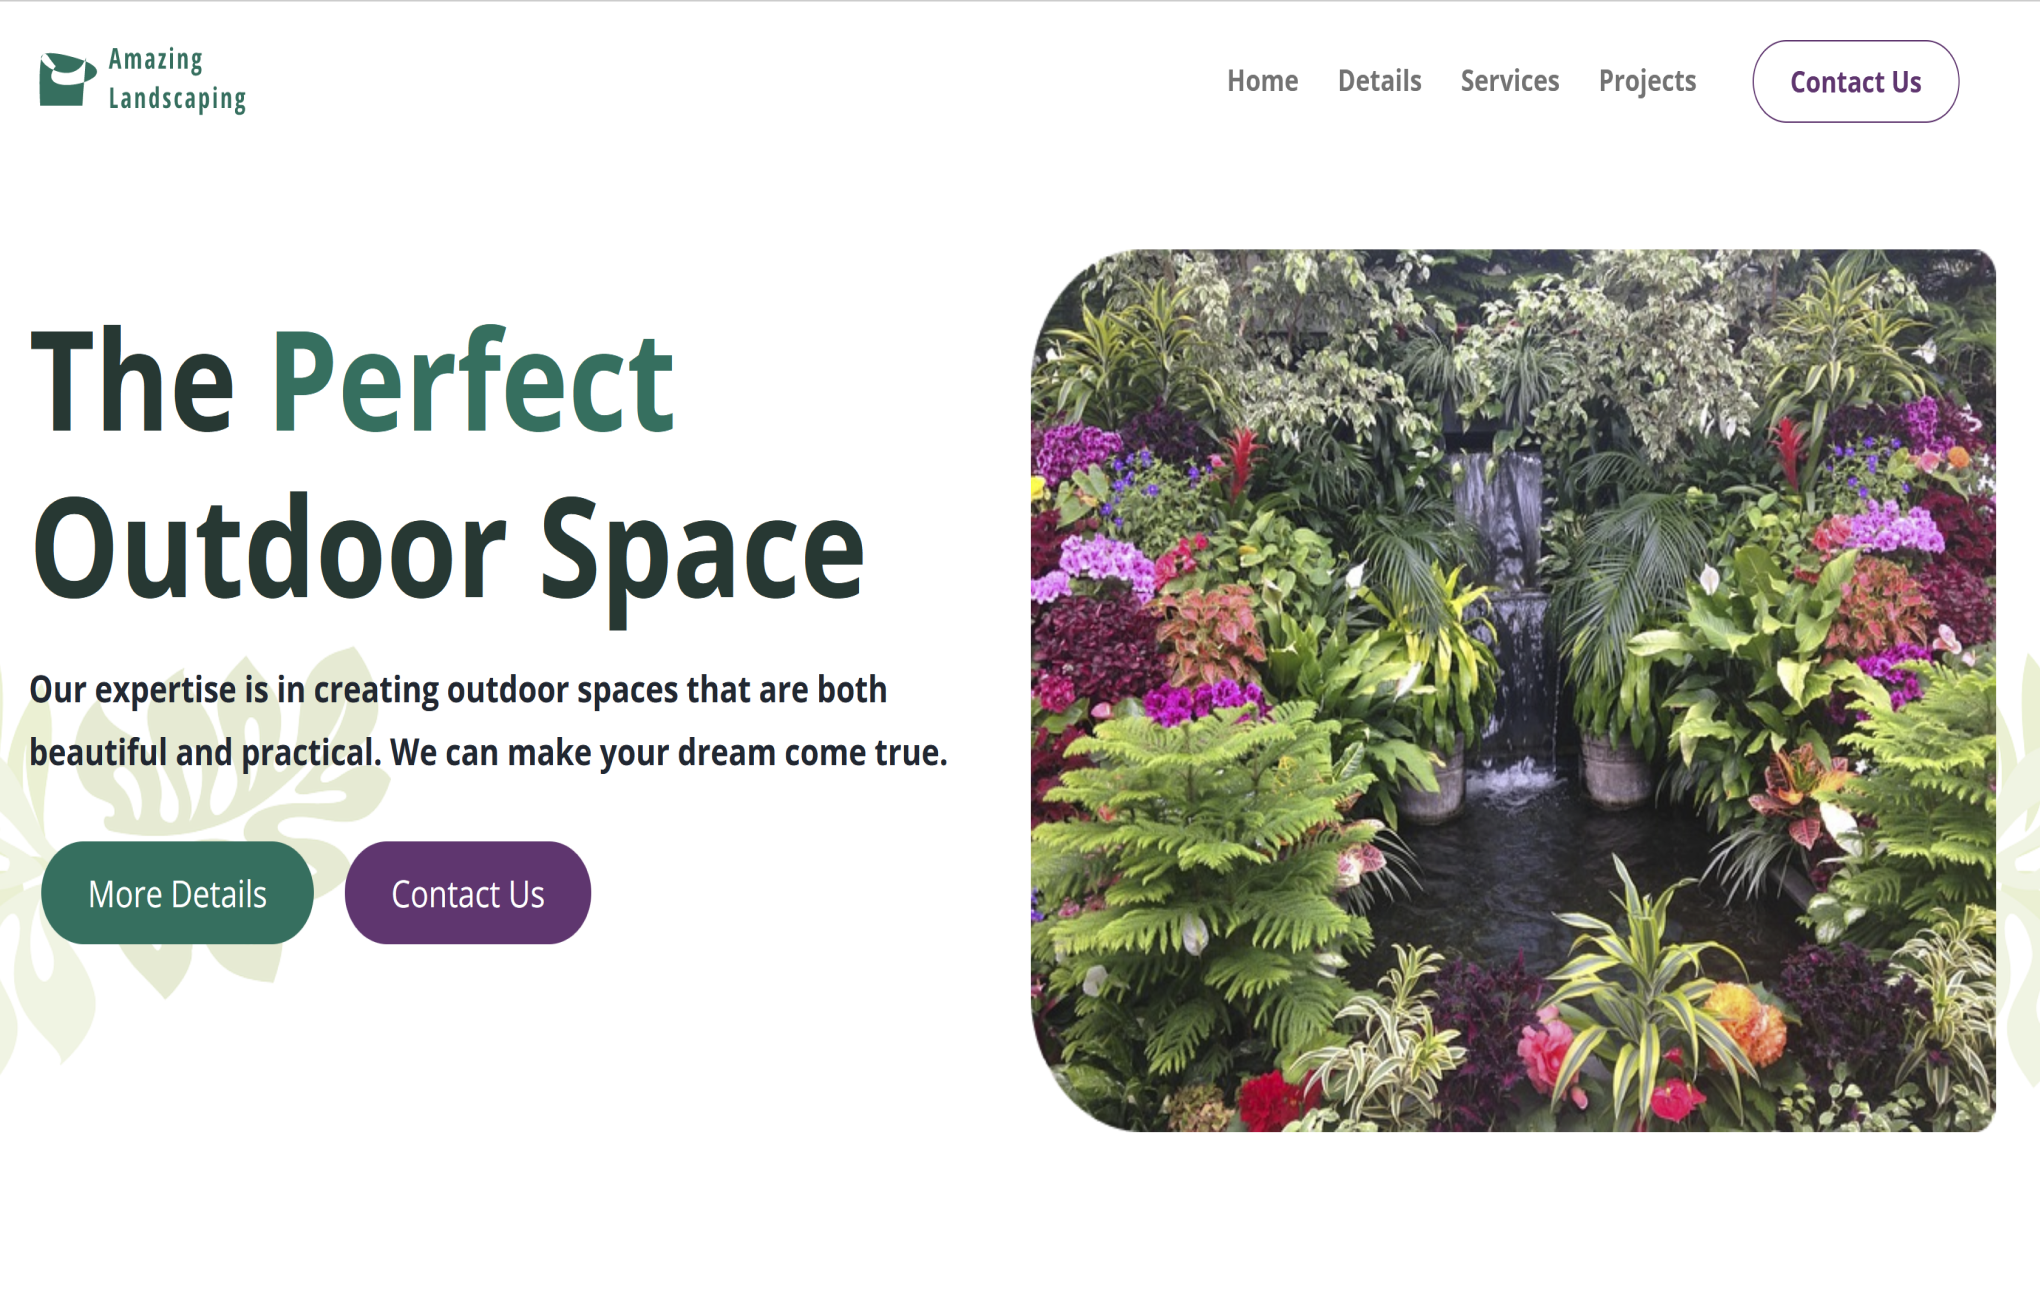 Amazing
Landscaping
Home Details Services Projects Contact Us
The Perfect
Outdoor Space
Our expertise is in creating outdoor spaces that are both
beautiful and practical. We can make your dream come true.
More Details Contact Us